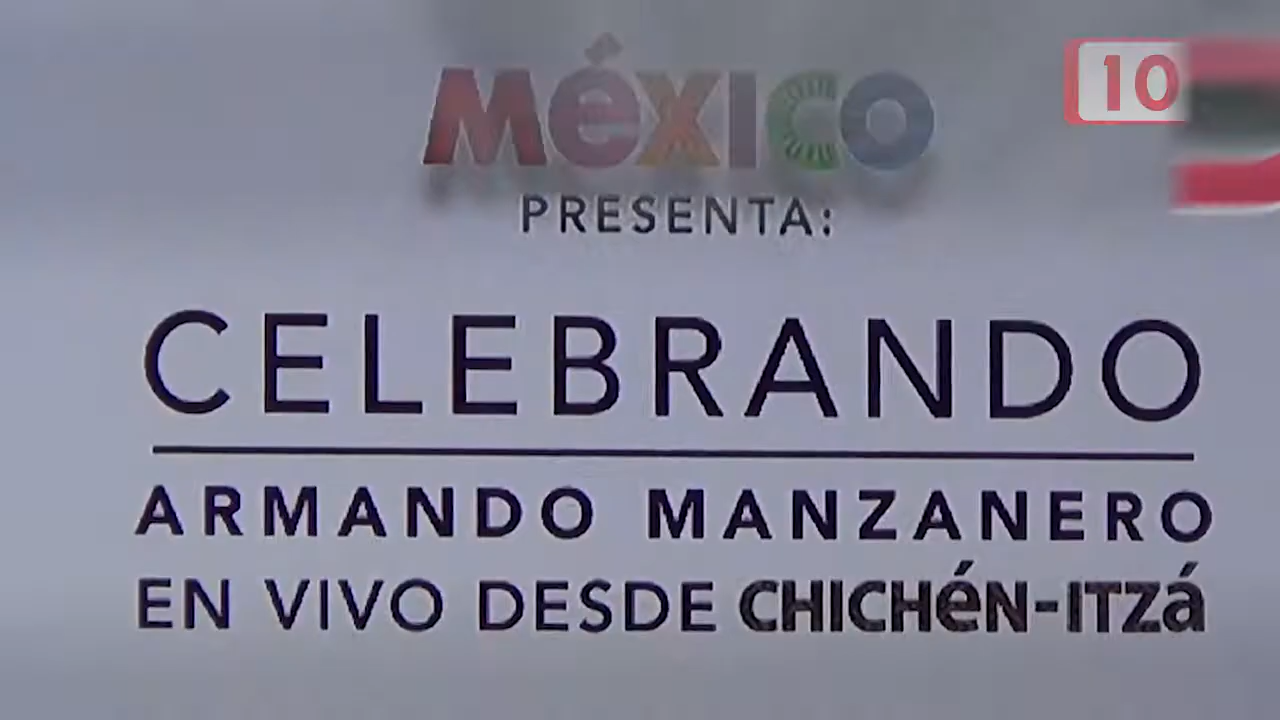 MéXICO
10
PRESENTA:
CELEBRANDO
ARMANDO MANZANERO
EN VIVO DESDE CHICHéN-ITZá